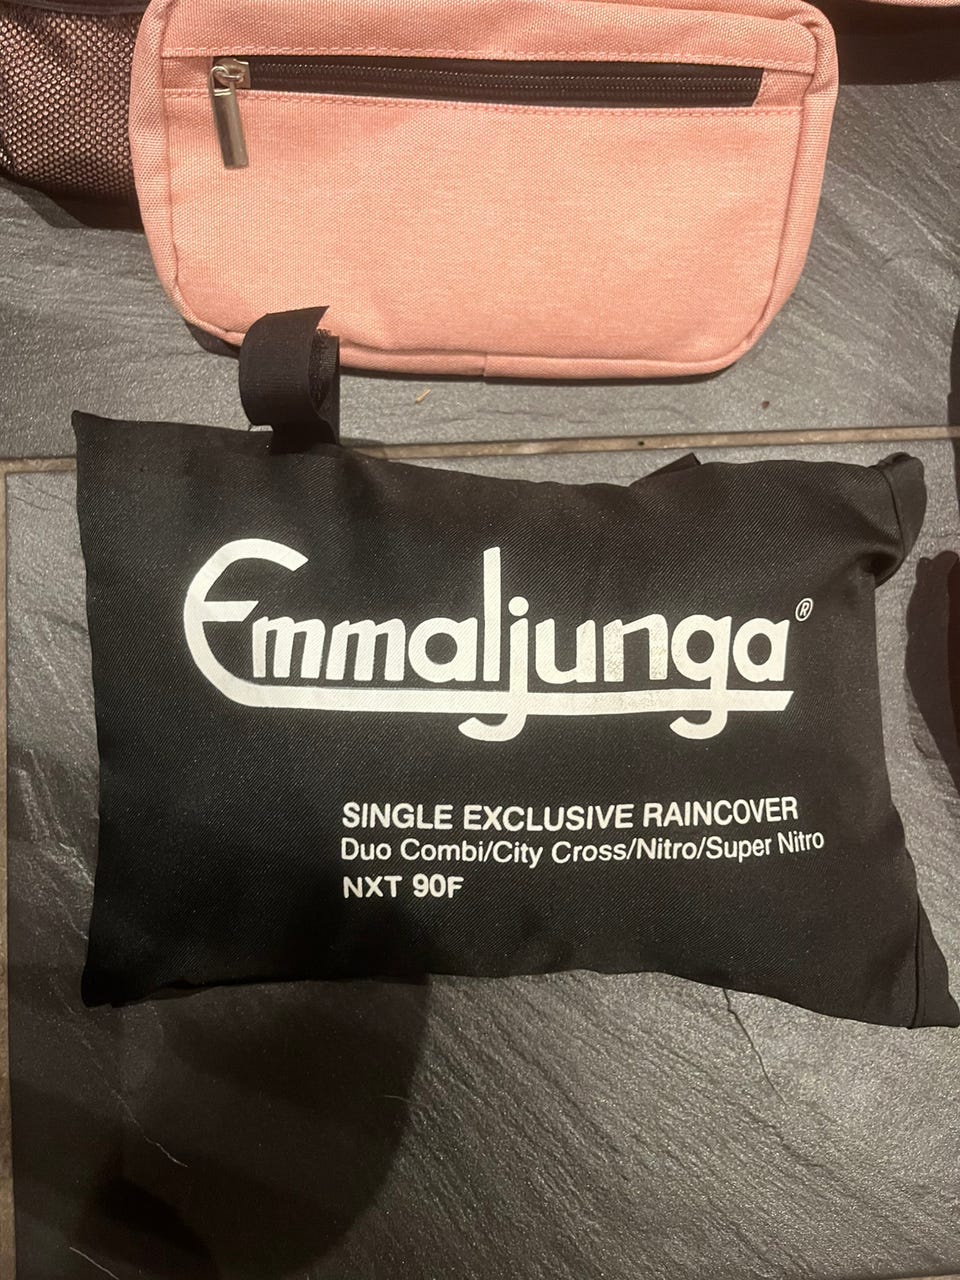 Emmaljunga®
SINGLE EXCLUSIVE RAINCOVER
Duo Combi/City Cross/Nitro/Super Nitro
NXT 90F